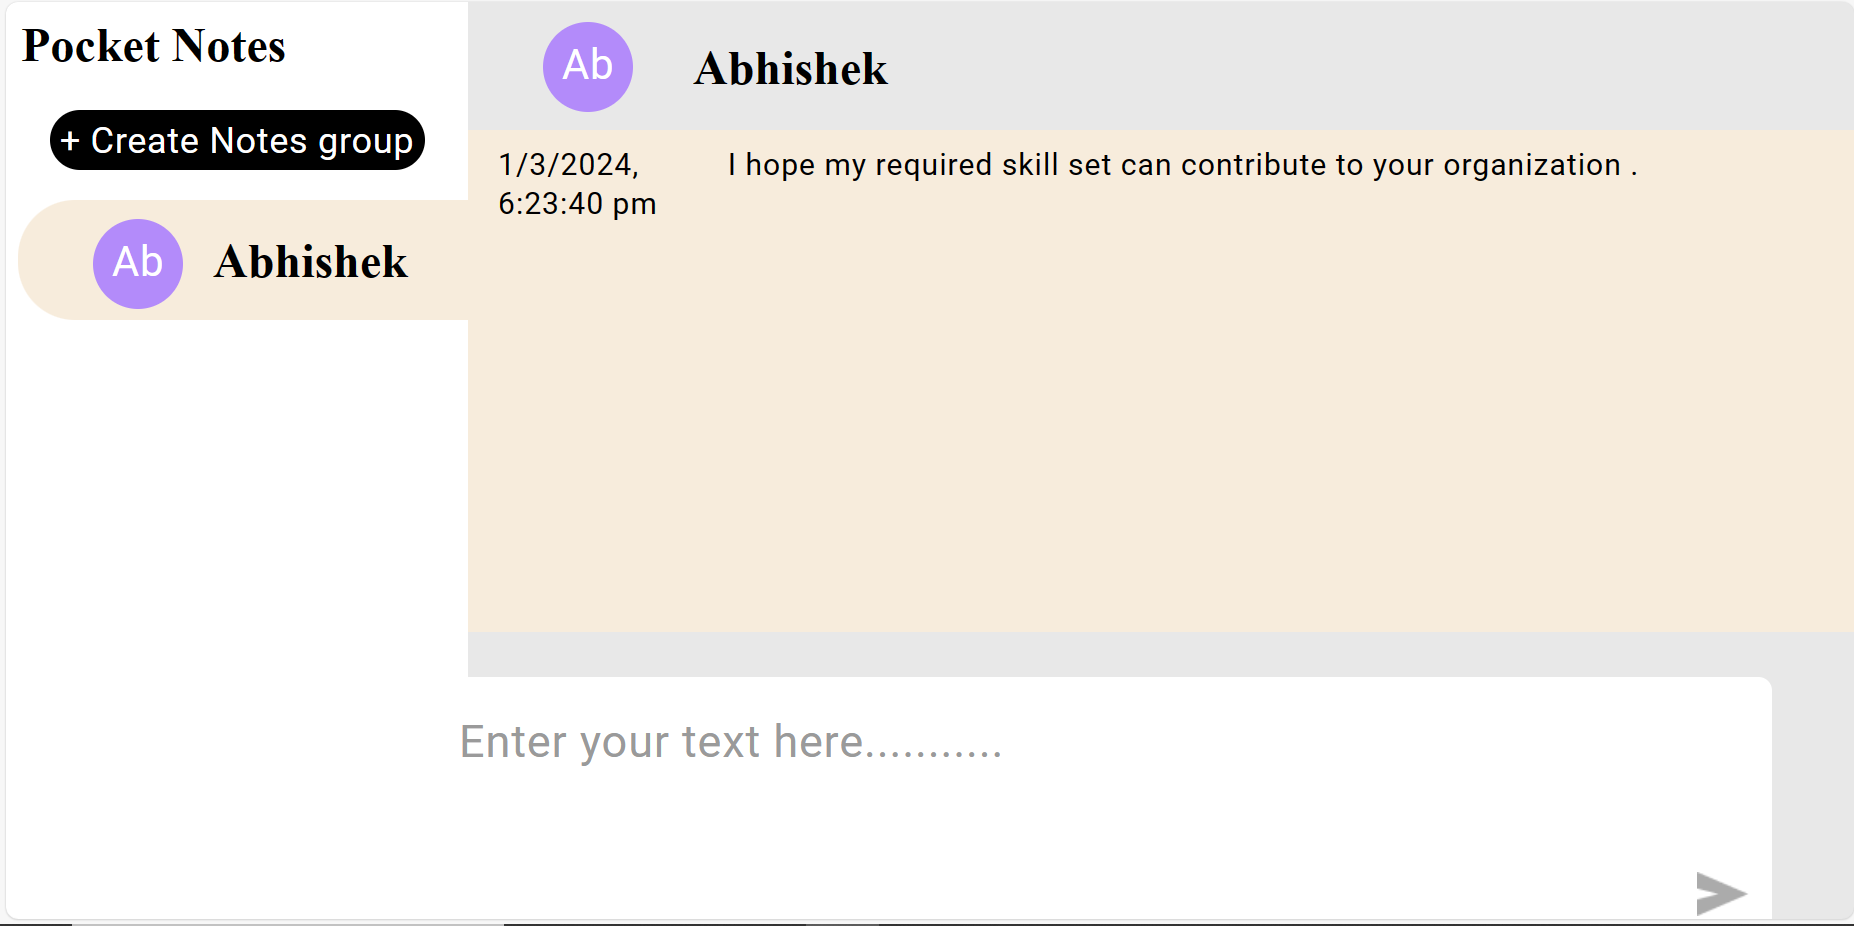 Pocket Notes
+ Create Notes group
Ab Abhishek
Ab Abhishek
1/3/2024, I hope my required skill set can contribute to your organization .
6:23:40 pm
Enter your text here...........